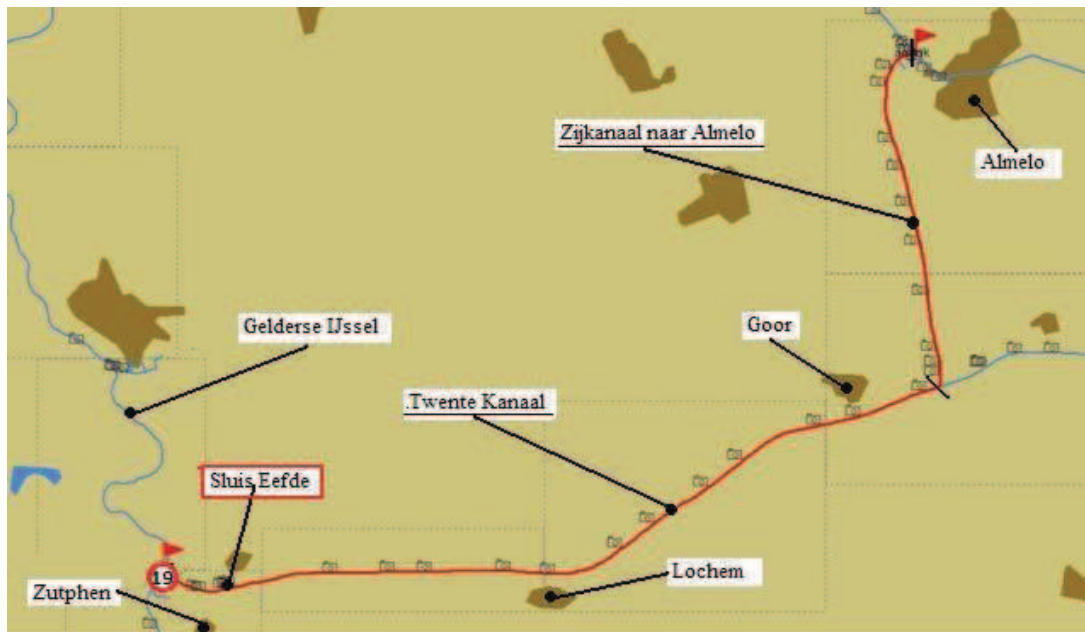 Zijkanaal naar Almelo
Almelo
Gelderse IJssel
Goor
.Twente Kanaal
Sluis Eefde
Lochem
19
Zutphen